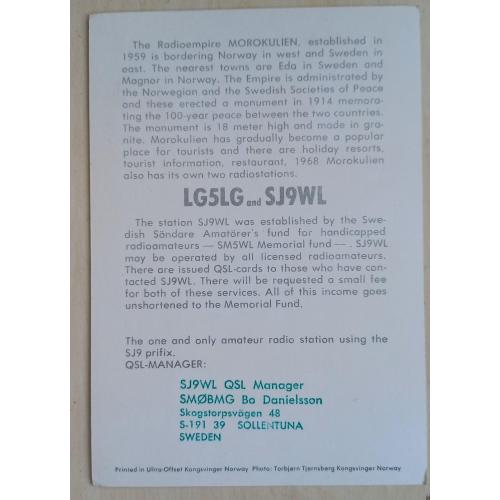 The Radioempire MOROKULIEN, established in
1959 is bordering Norway in west and Sweden in
east. The nearest towns are Eda in Sweden and
Magnor in Norway. The Empire is administrated by
the Norwegian and the Swedish Societies of Peace
and these erected a monument in 1914 memora-
ting the 100-year peace between the two countries.
The monument is 18 meter high and made in gra-
nite. Morokulien has gradually become a popular
place for tourists and there are holiday resorts,
tourist information, restaurant, 1968 Morokulien
also has its own two radiostations.
LG5LG and SJ9WL
The station SJ9WL was established by the Swe-
dish Sändare Amatörer's fund for handicapped
radioamateurs — SM5WL Memorial fund — . SJ9WL
may be operated by all licensed radioamateurs.
There are issued QSL-cards to those who have con-
tacted SJ9WL. There will be requested a small fee
for both of these services. All of this income goes
unshortened to the Memorial Fund.
The one and only amateur radio station using the
SJ9 prifix.
QSL-MANAGER:
SJ9WL QSL Manager
SMØBMG Bo Danielsson
Skogstorpsvägen 48
S-191 39 SOLLENTUNA
SWEDEN
Printed in Ultra-Offset Kongsvinger Norway Photo: Torbjørn Tjernsberg Kongsvinger Norway